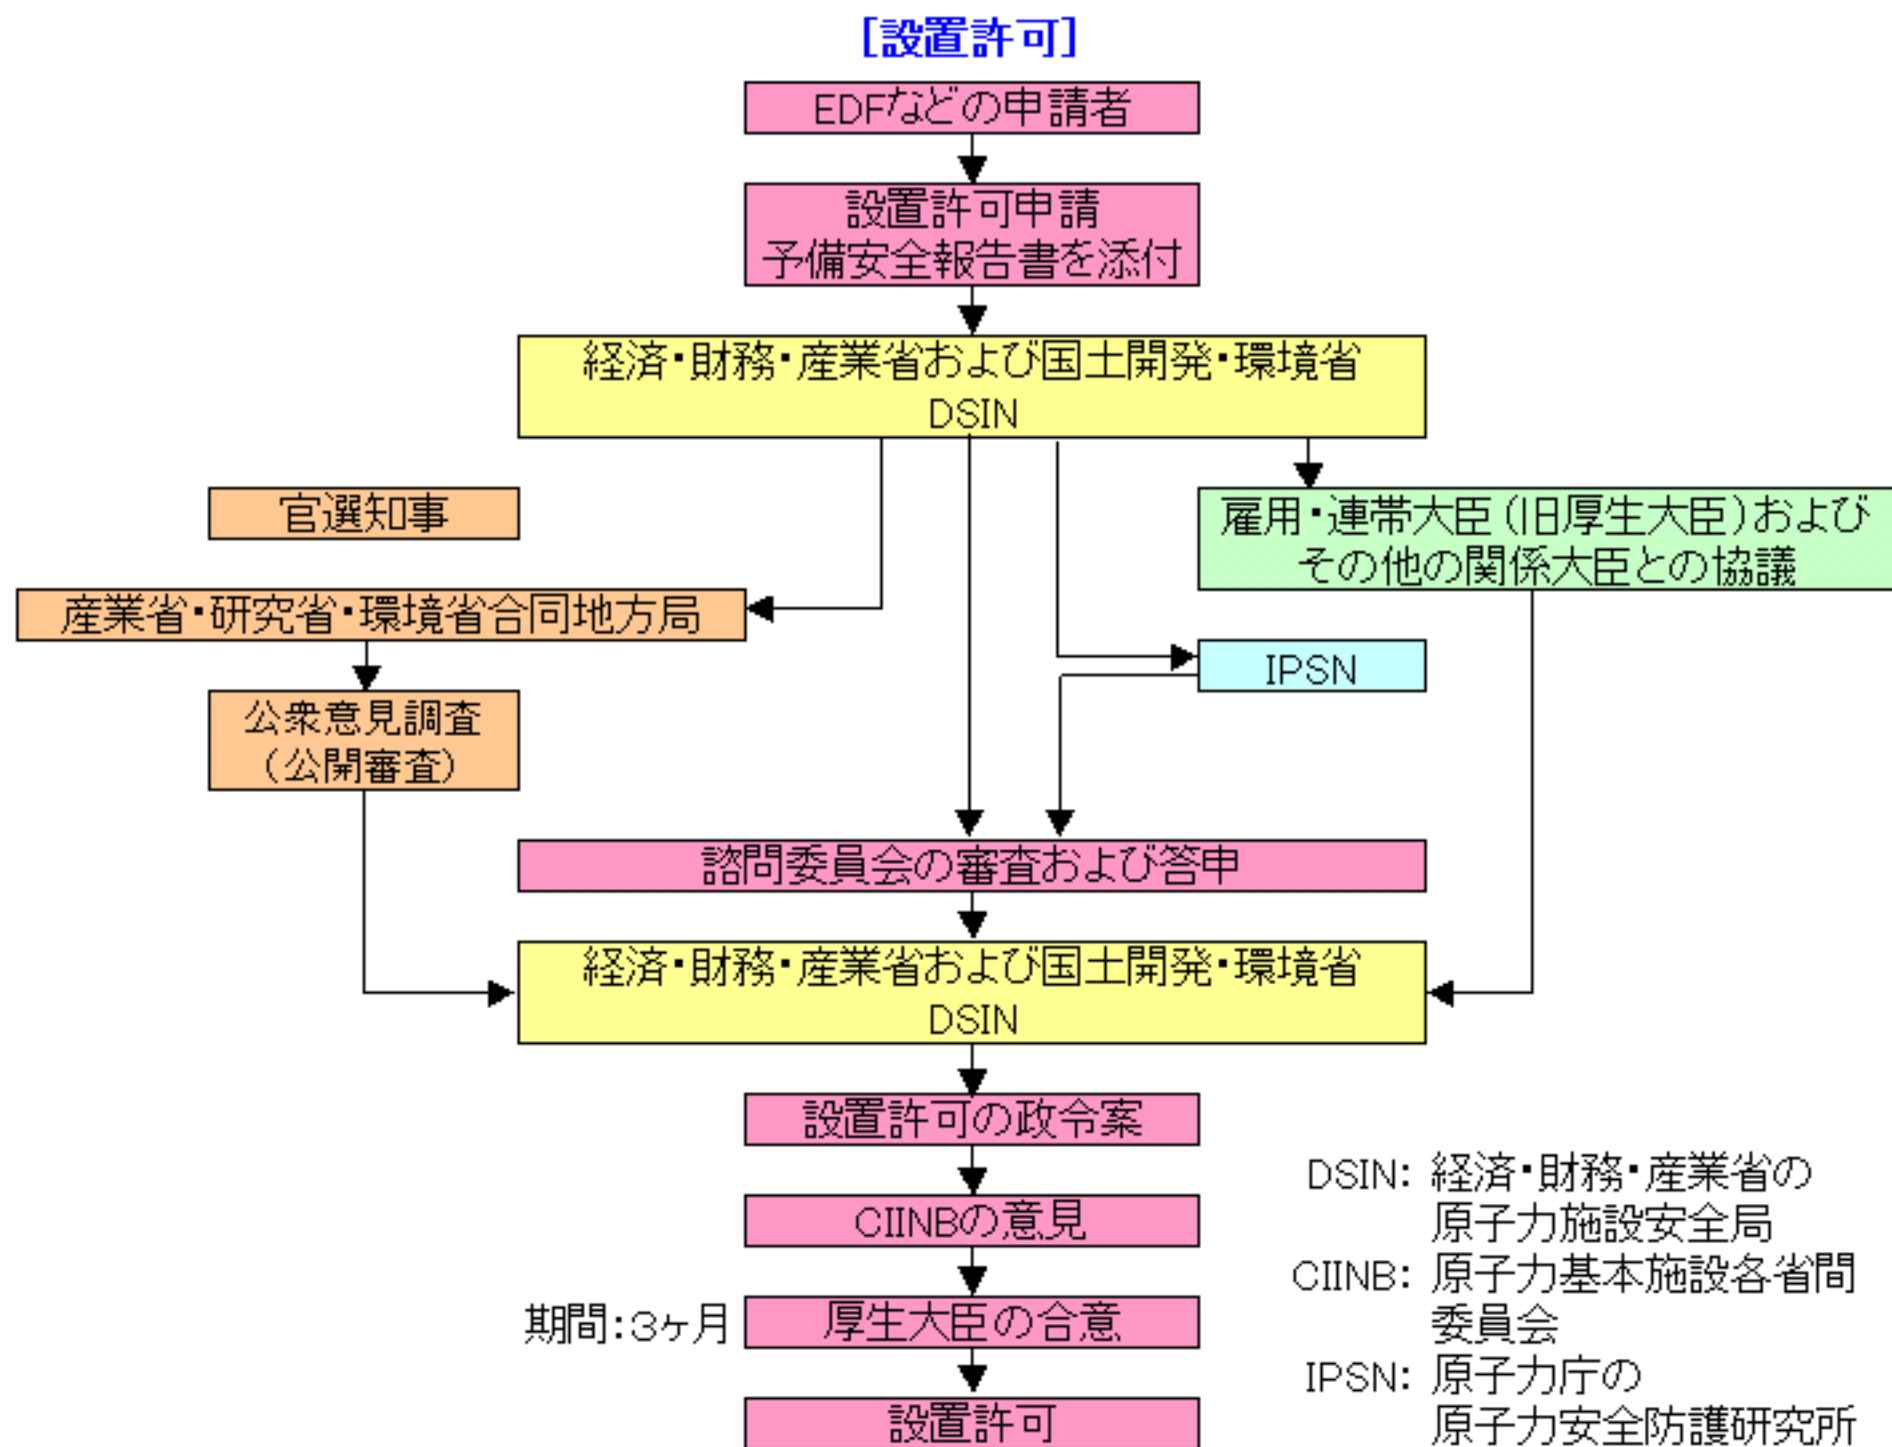 [設置許可]
EDFなどの申請者
設置許可申請
予備安全報告書を添付
経済・財務・産業省および国土開発・環境省
DSIN
官選知事
雇用・連帯大臣(旧厚生大臣)および
その他の関係大臣との協議
産業省・研究省・環境省合同地方局
IPSN
公衆意見調査
(公開審査)
諮問委員会の審査および答申
経済・財務・産業省および国土開発・環境省
DSIN
設置許可の政令案
CIINBの意見
期間:3ヶ月
厚生大臣の合意
設置許可
DSIN: 経済・財務・産業省の
原子力施設安全局
CIINB: 原子力基本施設各省間
委員会
IPSN: 原子力庁の
原子力安全防護研究所